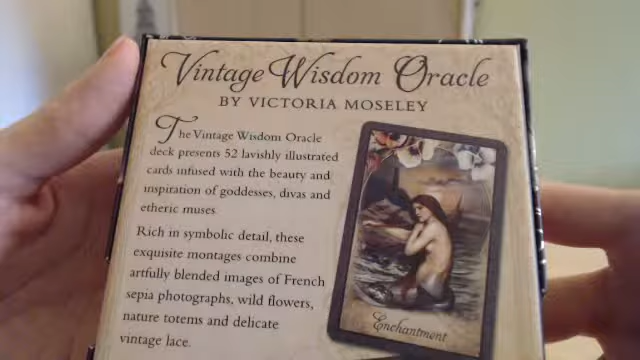 Vintage Wisdom Oracle
BY VICTORIA MOSELEY
The Vintage Wisdom Oracle
deck presents 52 lavishly illustrated
cards infused with the beauty and
inspiration of goddesses, divas and
etheric muses.
Rich in symbolic detail, these
exquisite montages combine
artfully blended images of French
sepia photographs, wild flowers,
nature totems and delicate
vintage lace.
Enchantment